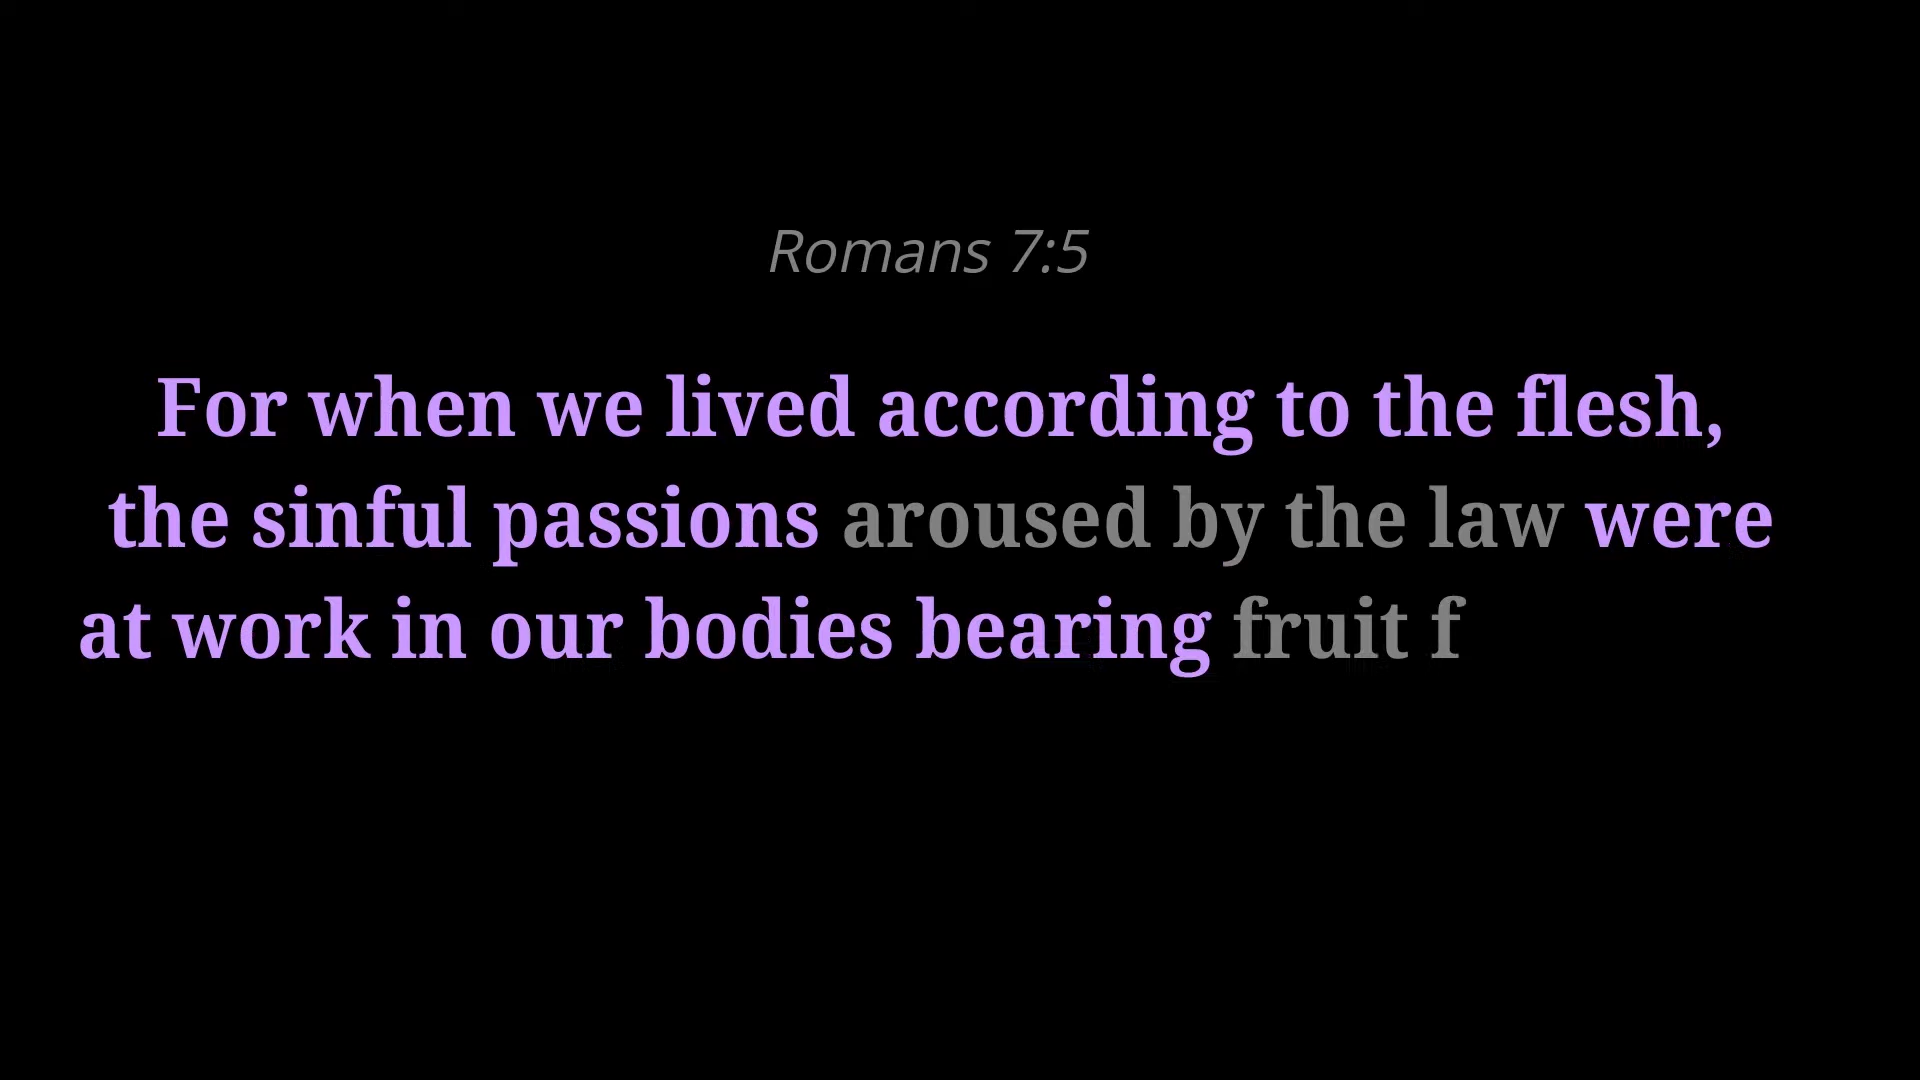 Romans 7:5
For when we lived according to the flesh,
the sinful passions aroused by the law were
at work in our bodies bearing fruit f